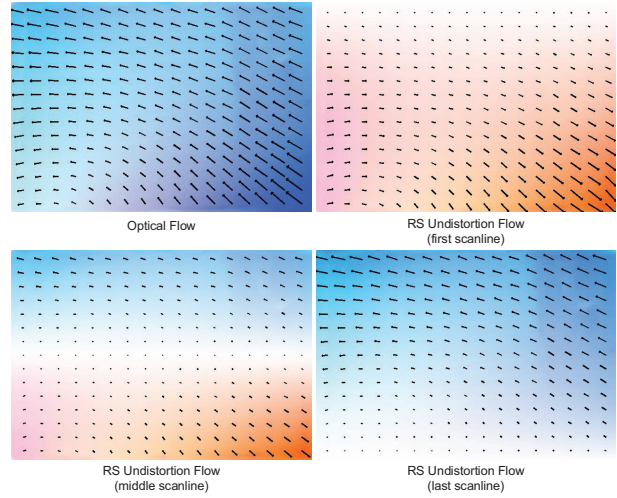 Optical Flow
RS Undistortion Flow
(first scanline)
RS Undistortion Flow
(middle scanline)
RS Undistortion Flow
(last scanline)